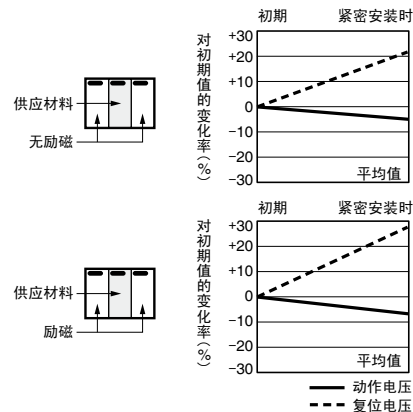 初期 紧密安装时
对初期值的变化率(%)
+30
+20
+10
0
−10
−20
−30
供应材料
无励磁
平均值
初期 紧密安装时
对初期值的变化率(%)
+30
+20
+10
0
−10
−20
−30
供应材料
励磁
平均值
动作电压
复位电压